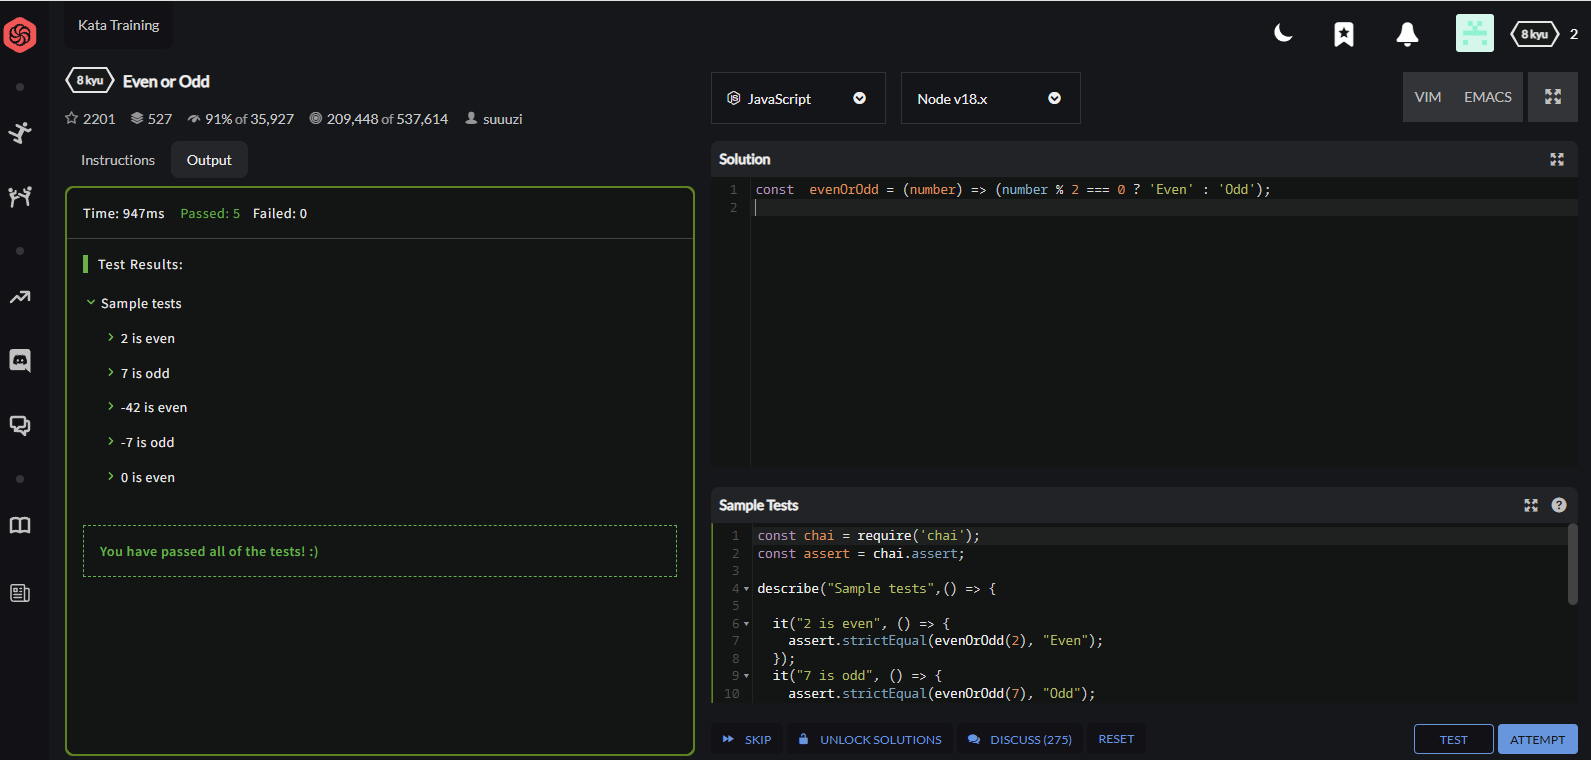 Kata Training
8 kyu
2
8 kyu Even or Odd
2201 527 91% of 35,927 209,448 of 537,614 suuuzi
Instructions Output
Time: 947ms Passed: 5 Failed: 0
Test Results:
Sample tests
2 is even
7 is odd
-42 is even
-7 is odd
0 is even
You have passed all of the tests! :)
JavaScript Node v18.x VIM EMACS
Solution
1 const  evenOrOdd = (number) => (number % 2 === 0 ? 'Even' : 'Odd');
2
Sample Tests
1 const chai = require('chai');
2 const assert = chai.assert;
3
4 describe("Sample tests",() => {
5
6 it("2 is even", () => {
7 assert.strictEqual(evenOrOdd(2), "Even");
8 });
9 it("7 is odd", () => {
10 assert.strictEqual(evenOrOdd(7), "Odd");
SKIP UNLOCK SOLUTIONS DISCUSS (275) RESET TEST ATTEMPT